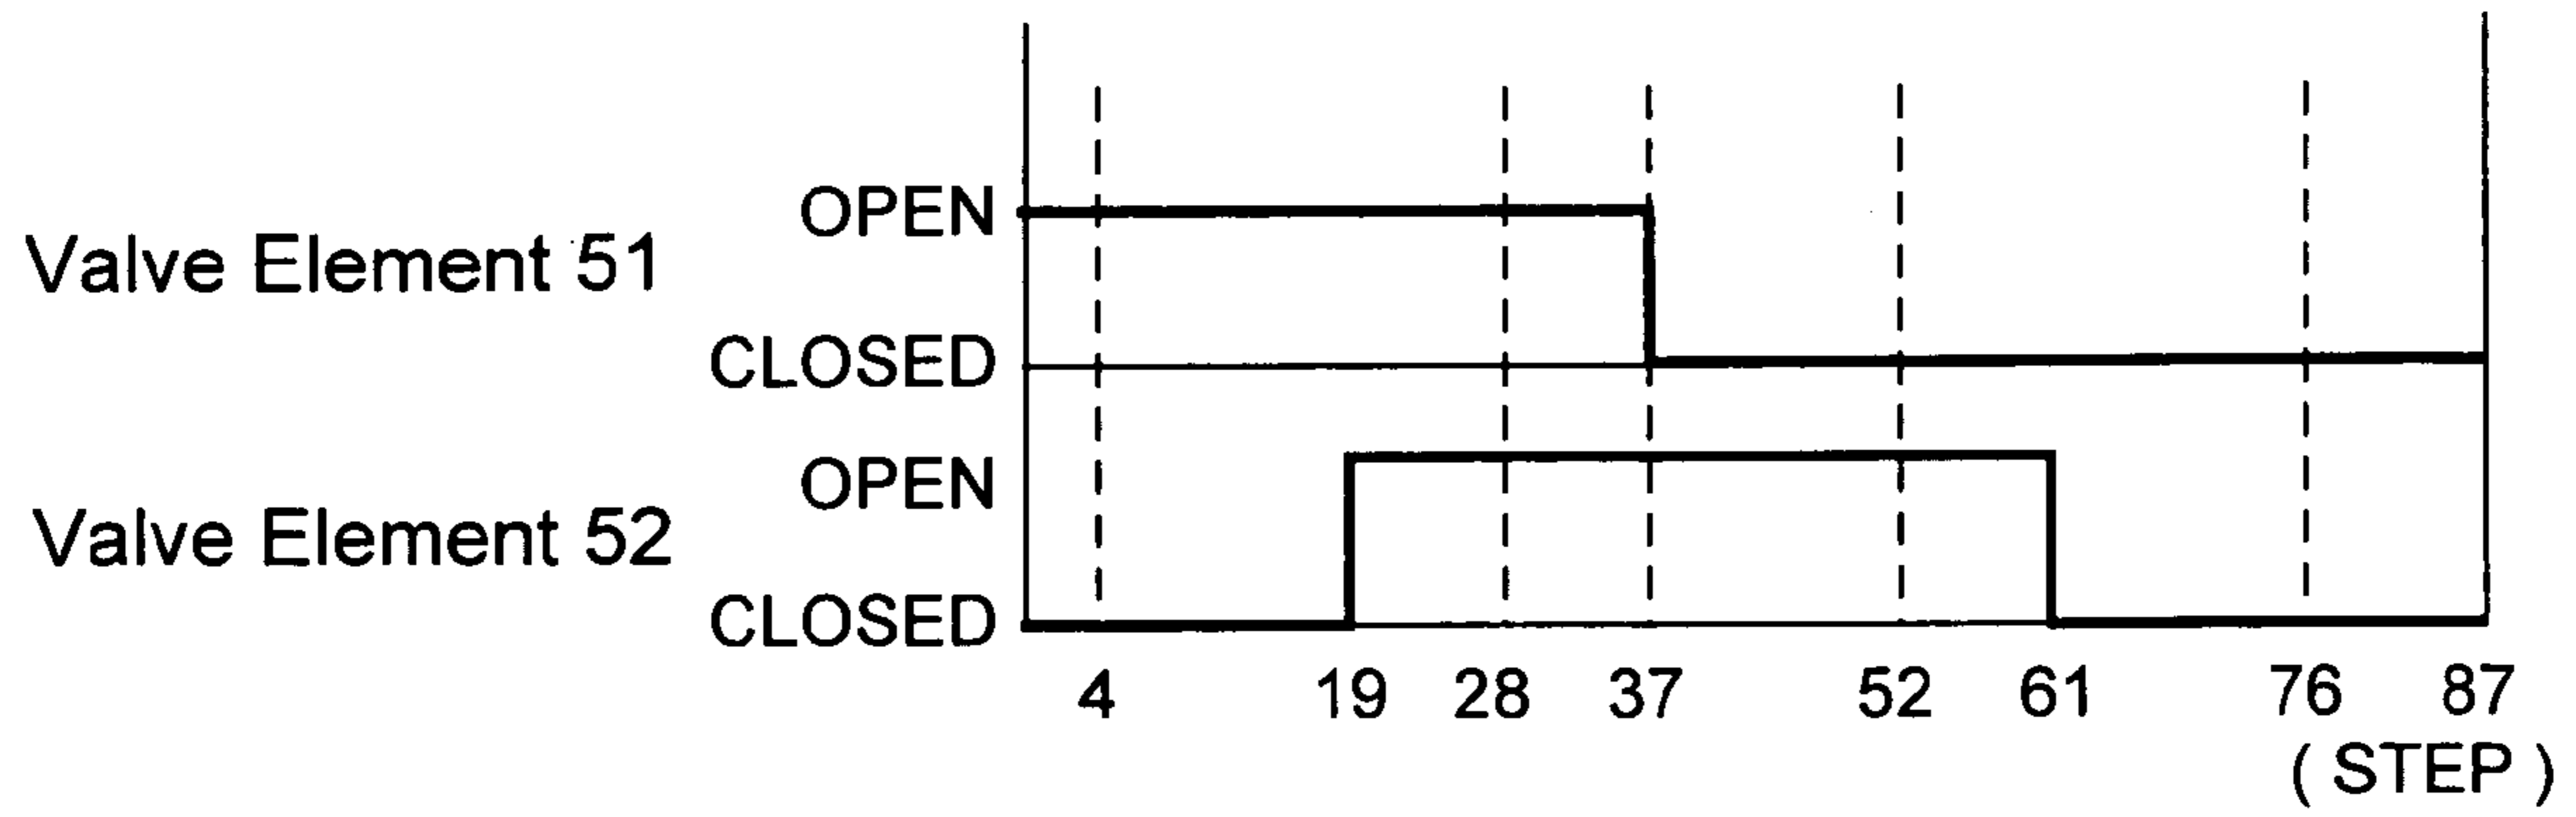 OPEN
Valve Element 51
CLOSED
OPEN
Valve Element 52
CLOSED
4 19 28 37 52 61 76 87
( STEP )